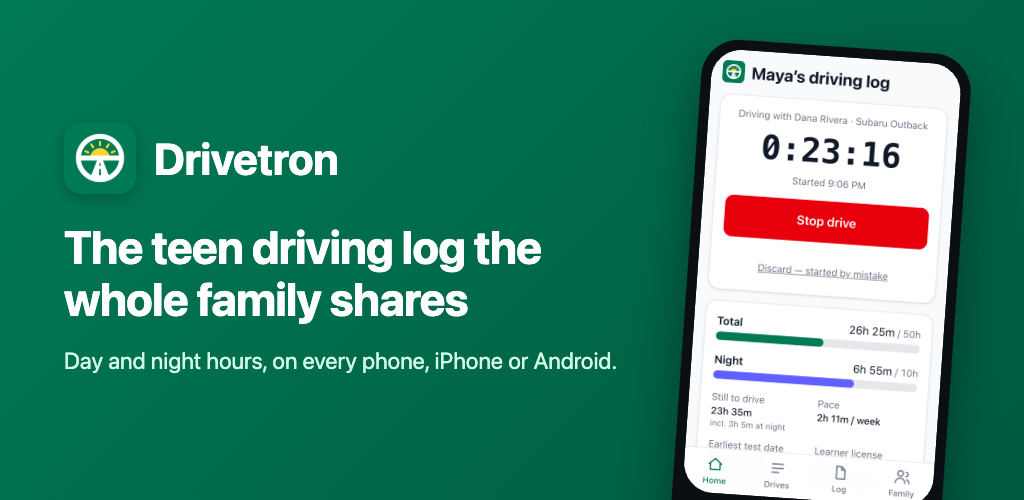 Drivetron
The teen driving log the
whole family shares
Day and night hours, on every phone, iPhone or Android.
Maya's driving log
Driving with Dana Rivera · Subaru Outback
0:23:16
Started 9:06 PM
Stop drive
Discard — started by mistake
Total 26h 25m / 50h
Night 6h 55m / 10h
Still to drive Pace
23h 35m 2h 11m / week
incl. 3h 5m at night
Earliest test date Learner license
Home Drives Log Family